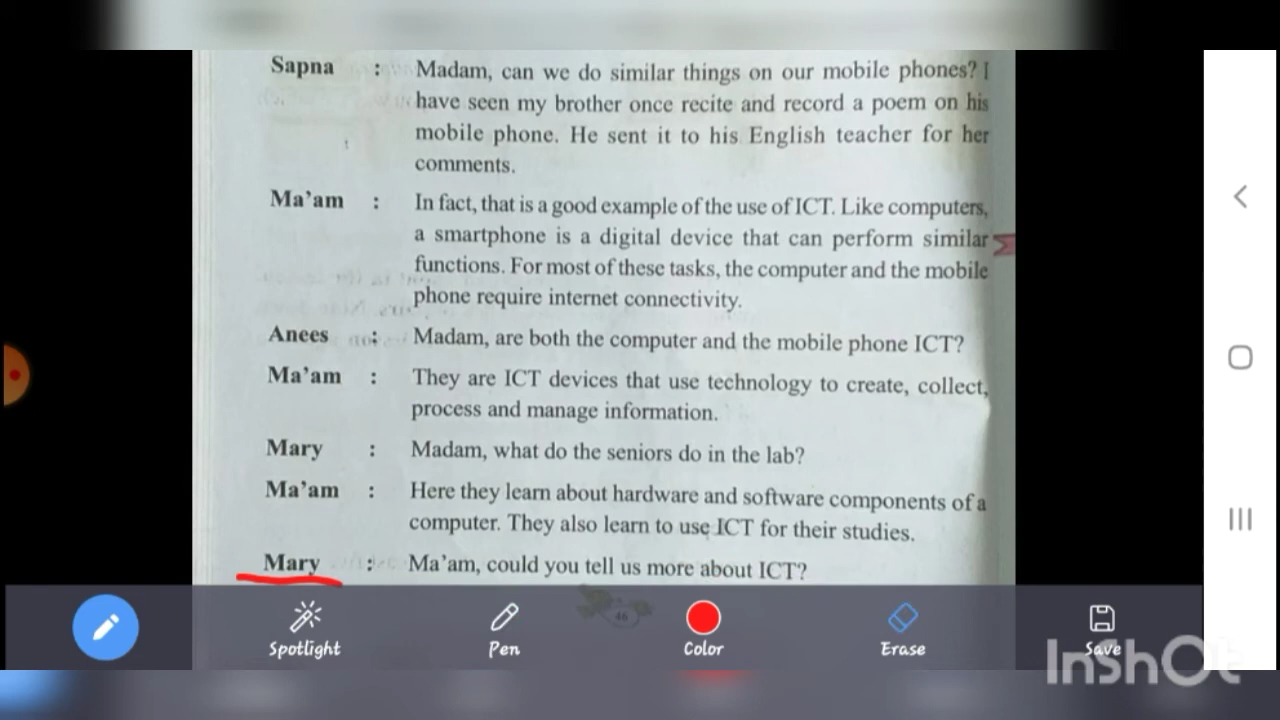 Sapna : Madam, can we do similar things on our mobile phones? I
have seen my brother once recite and record a poem on his
mobile phone. He sent it to his English teacher for her
comments.
Ma'am : In fact, that is a good example of the use of ICT. Like computers,
a smartphone is a digital device that can perform similar
functions. For most of these tasks, the computer and the mobile
phone require internet connectivity.
Anees : Madam, are both the computer and the mobile phone ICT?
Ma'am : They are ICT devices that use technology to create, collect,
process and manage information.
Mary : Madam, what do the seniors do in the lab?
Ma'am : Here they learn about hardware and software components of a
computer. They also learn to use ICT for their studies.
Mary : Ma'am, could you tell us more about ICT?
46
Spotlight Pen Color Erase Save
InShOt